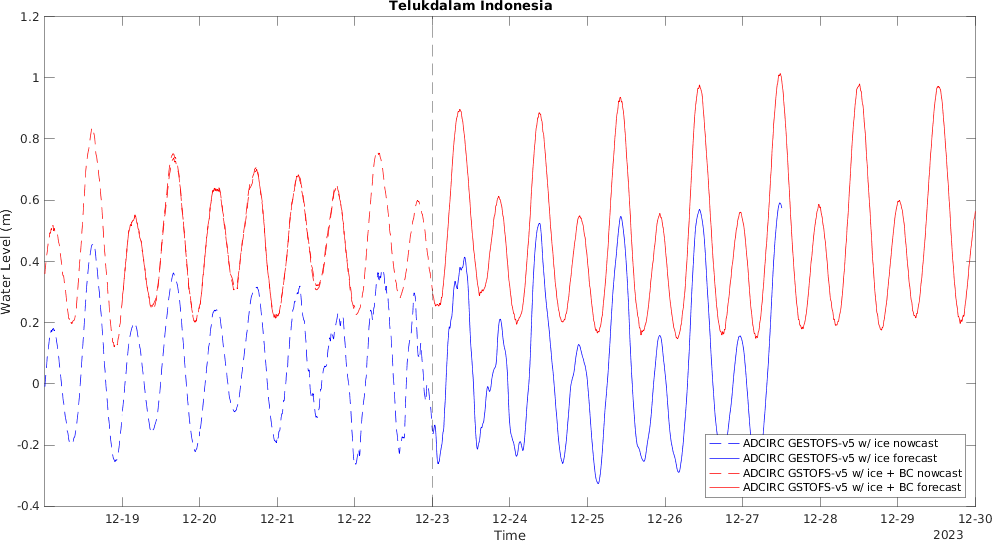 Telukdalam Indonesia
1.2
1
0.8
0.6
0.4
0.2
0
-0.2
-0.4
Water Level (m)
ADCIRC GESTOFS-v5 w/ ice nowcast
ADCIRC GESTOFS-v5 w/ ice forecast
ADCIRC GSTOFS-v5 w/ ice + BC nowcast
ADCIRC GSTOFS-v5 w/ ice + BC forecast
12-19 12-20 12-21 12-22 12-23 12-24 12-25 12-26 12-27 12-28 12-29 12-30
Time
2023